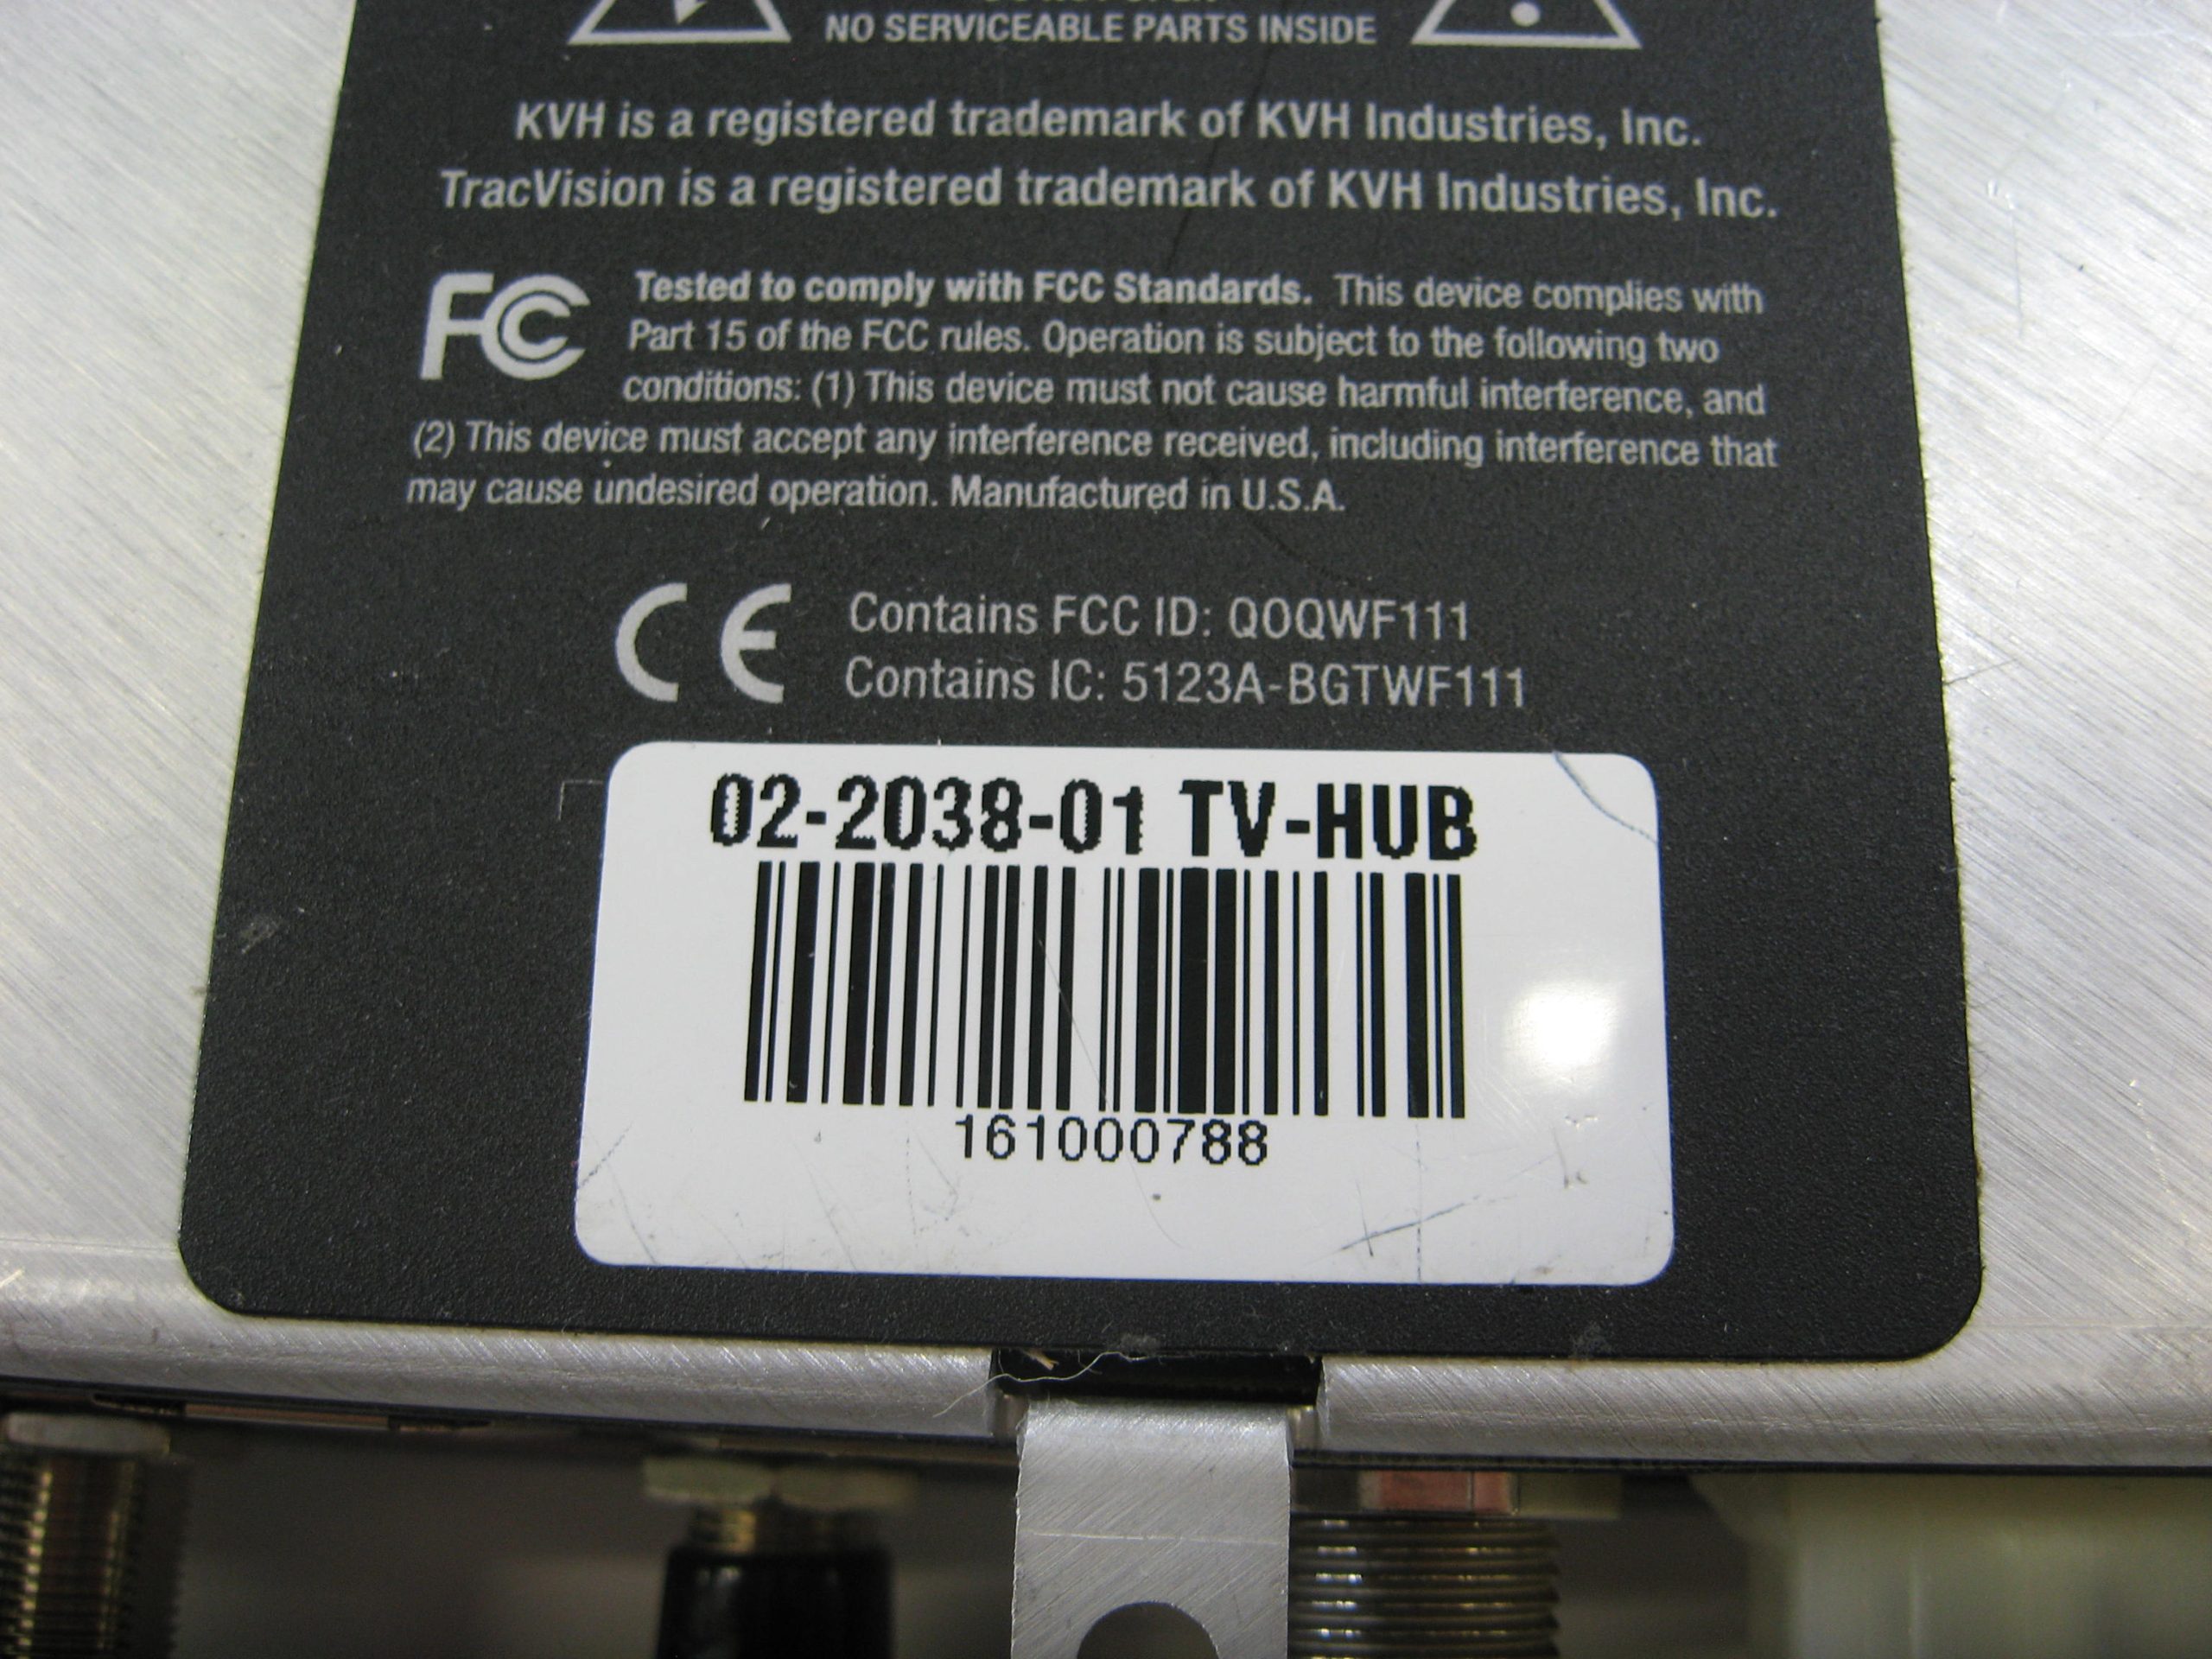 NO SERVICEABLE PARTS INSIDE
KVH is a registered trademark of KVH Industries, Inc.
TracVision is a registered trademark of KVH Industries, Inc.
FC Tested to comply with FCC Standards. This device complies with
Part 15 of the FCC rules. Operation is subject to the following two
conditions: (1) This device must not cause harmful interference, and
(2) This device must accept any interference received, including interference that
may cause undesired operation. Manufactured in U.S.A.
CE Contains FCC ID: QOQWF111
Contains IC: 5123A-BGTWF111
02-2038-01 TV-HUB
161000788